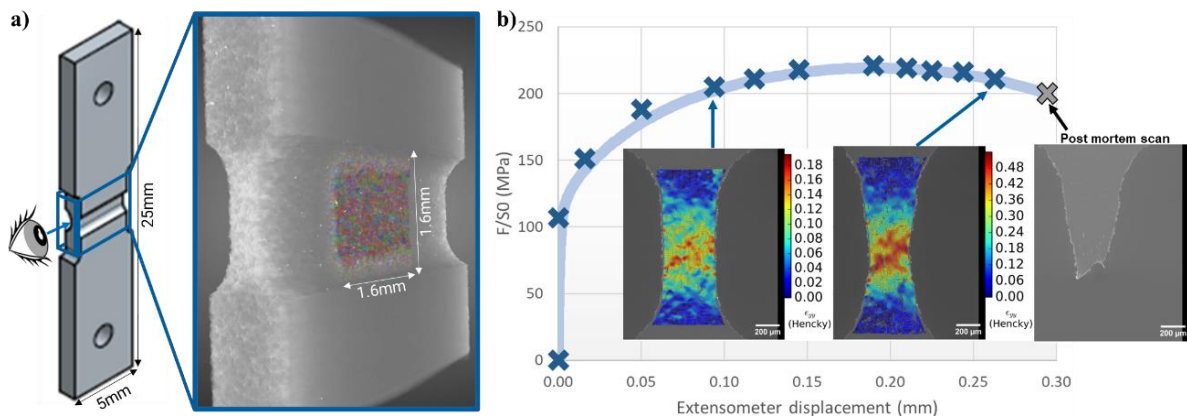 a)
25mm
5mm
1.6mm
1.6mm
b)
250
200
150
100
50
0
F/S0 (MPa)
0.00
0.05
0.10
0.15
0.20
0.25
0.30
Extensometer displacement (mm)
0.18
0.16
0.14
0.12
0.10
0.08
0.06
0.04
0.02
0.00
ϵyy
(Hencky)
200 µm
0.48
0.42
0.36
0.30
0.24
0.18
0.12
0.06
0.00
ϵyy
(Hencky)
200 µm
Post mortem scan
200 µm